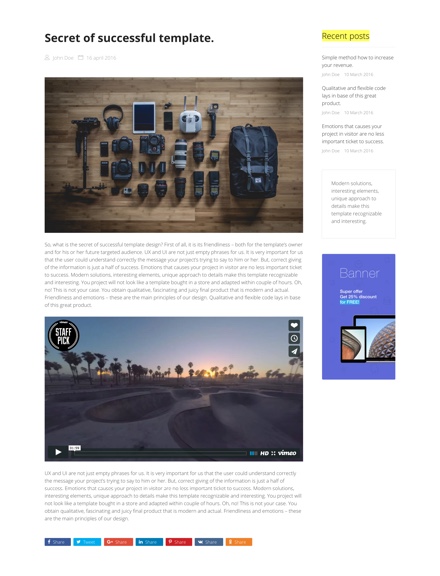 Secret of successful template.
John Doe 16 april 2016
So, what is the secret of successful template design? First of all, it is its friendliness – both for the template's owner
and for his or her future targeted audience. UX and UI are not just empty phrases for us. It is very important for us
that the user could understand correctly the message your project's trying to say to him or her. But, correct giving
of the information is just a half of success. Emotions that causes your project in visitor are no less important ticket
to success. Modern solutions, interesting elements, unique approach to details make this template recognizable
and interesting. You project will not look like a template bought in a store and adapted within couple of hours. Oh,
no! This is not your case. You obtain qualitative, fascinating and juicy final product that is modern and actual.
Friendliness and emotions – these are the main principles of our design. Qualitative and flexible code lays in base
of this great project.
vimeo
STAFF
PICK
HD vimeo
UX and UI are not just empty phrases for us. It is very important for us that the user could understand correctly
the message your project's trying to say to him or her. But, correct giving of the information is just a half of
success. Emotions that causes your project in visitor are no less important ticket to success. Modern solutions,
interesting elements, unique approach to details make this template recognizable and interesting. You project will
not look like a template bought in a store and adapted within couple of hours. Oh, no! This is not your case. You
obtain qualitative, fascinating and juicy final product that is modern and actual. Friendliness and emotions – these
are the main principles of our design.
Share Tweet Share Share Share Share Share
Recent posts
Simple method how to increase
your revenue.
John Doe 10 March 2016
Qualitative and flexible code
lays in base of this great
product.
John Doe 10 March 2016
Emotions that causes your
project in visitor are no less
important ticket to success.
John Doe 10 March 2016
Modern solutions,
interesting elements,
unique approach to
details make this
template recognizable
and interesting.
Banner
Super offer
Get 25% discount
for FREE!